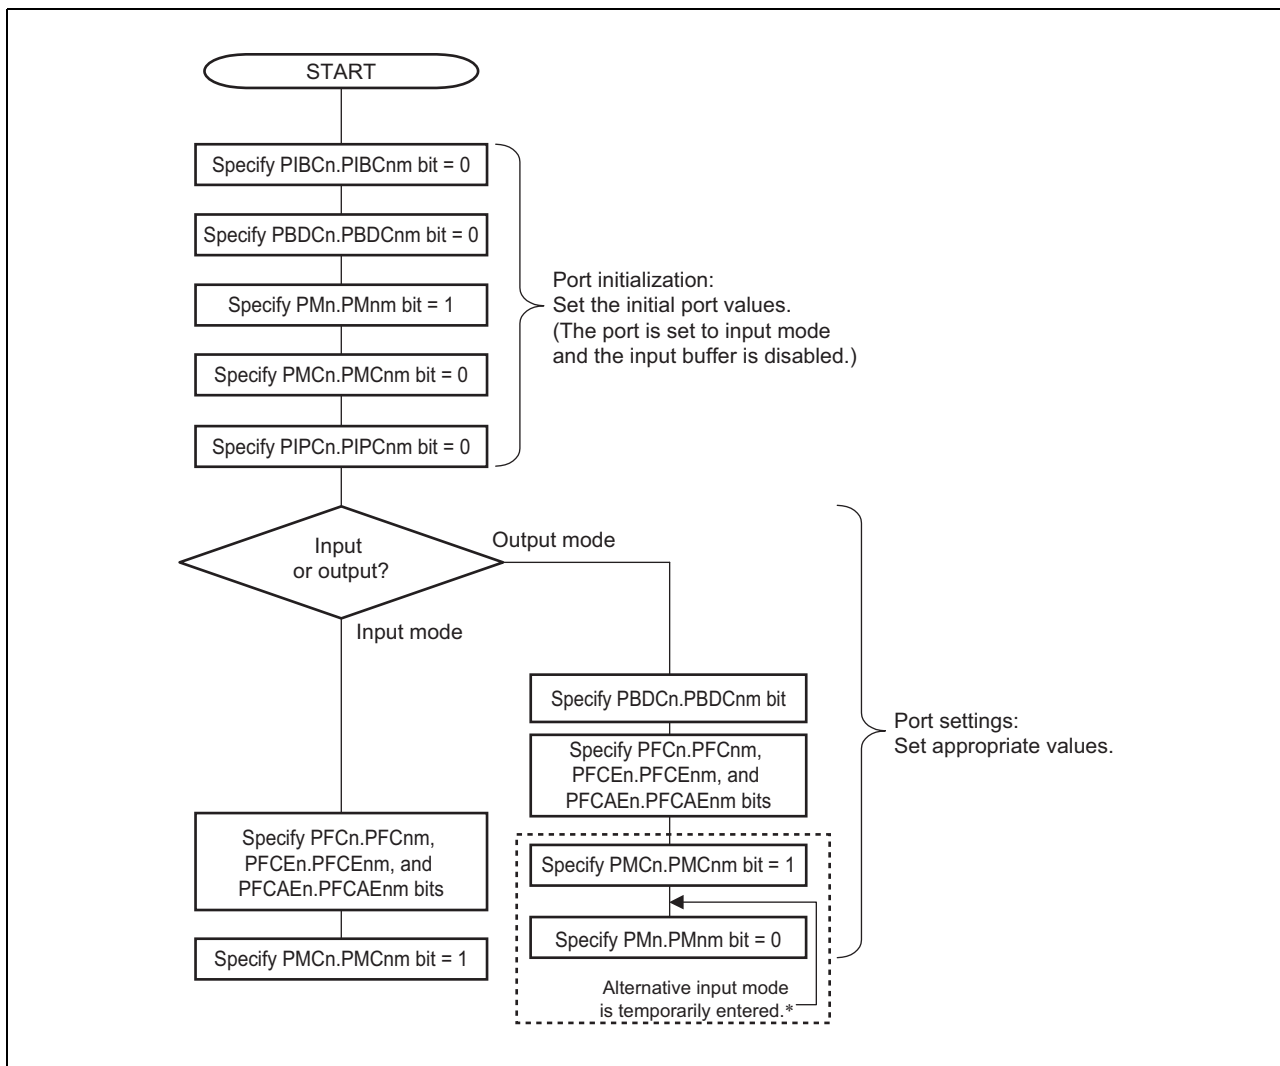 START
Specify PIBCn.PIBCnm bit = 0
Specify PBDCn.PBDCnm bit = 0
Specify PMn.PMnm bit = 1
Specify PMCn.PMCnm bit = 0
Specify PIPCn.PIPCnm bit = 0
Port initialization:
Set the initial port values.
(The port is set to input mode
and the input buffer is disabled.)
Input
or output?
Output mode
Input mode
Specify PBDCn.PBDCnm bit
Specify PFCn.PFCnm,
PFCEn.PFCEnm, and
PFCAEn.PFCAEnm bits
Specify PMCn.PMCnm bit = 1
Specify PMn.PMnm bit = 0
Alternative input mode
is temporarily entered.*
Port settings:
Set appropriate values.
Specify PFCn.PFCnm,
PFCEn.PFCEnm, and
PFCAEn.PFCAEnm bits
Specify PMCn.PMCnm bit = 1